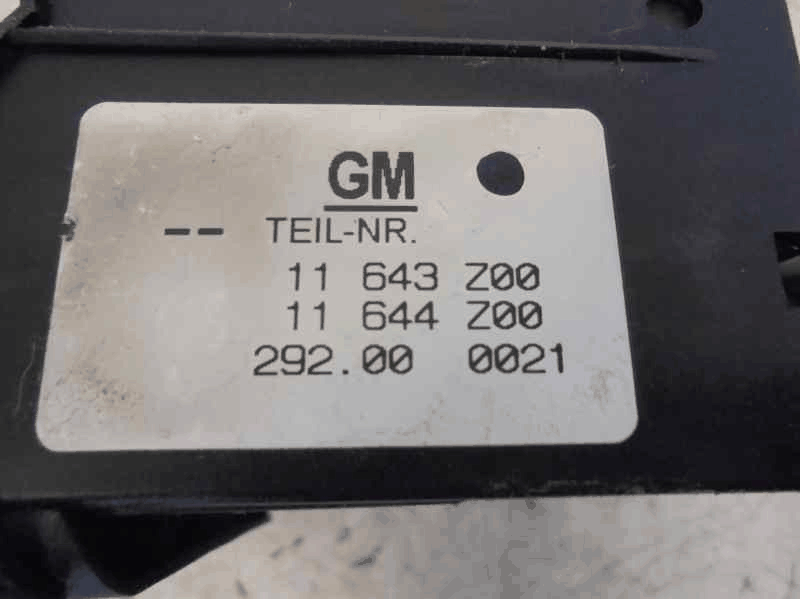 GM
-- TEIL-NR.
11 643 Z00
11 644 Z00
292.00 0021